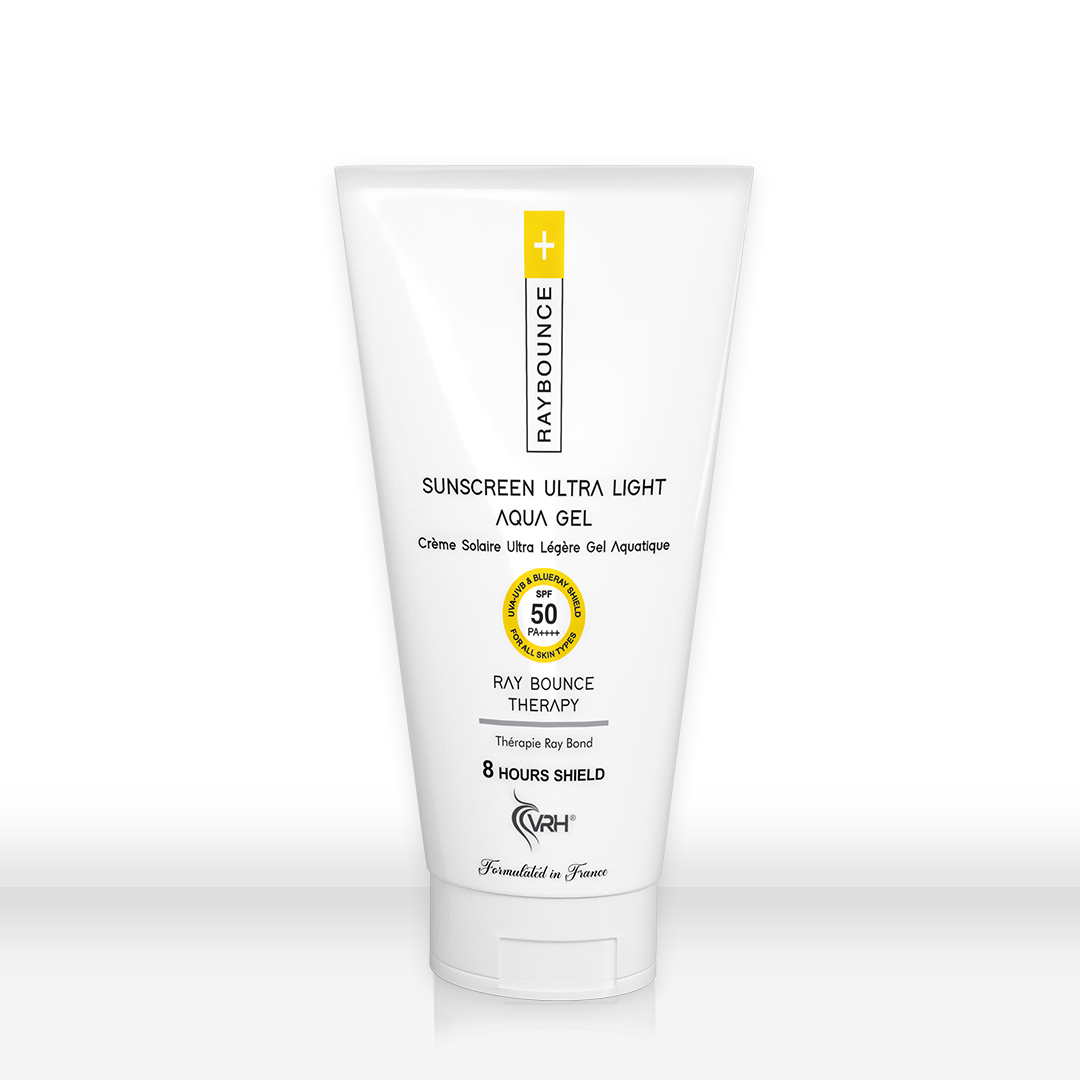 +
RAYBOUNCE
SUNSCREEN ULTRA LIGHT
AQUA GEL
Crème Solaire Ultra Légère Gel Aquatique
UVA-UVB & BLUERAY SHIELD
SPF
50
PA++++
FOR ALL SKIN TYPES
RAY BOUNCE
THERAPY
Thérapie Ray Bond
8 HOURS SHIELD
VRH®
Formulatéd in France